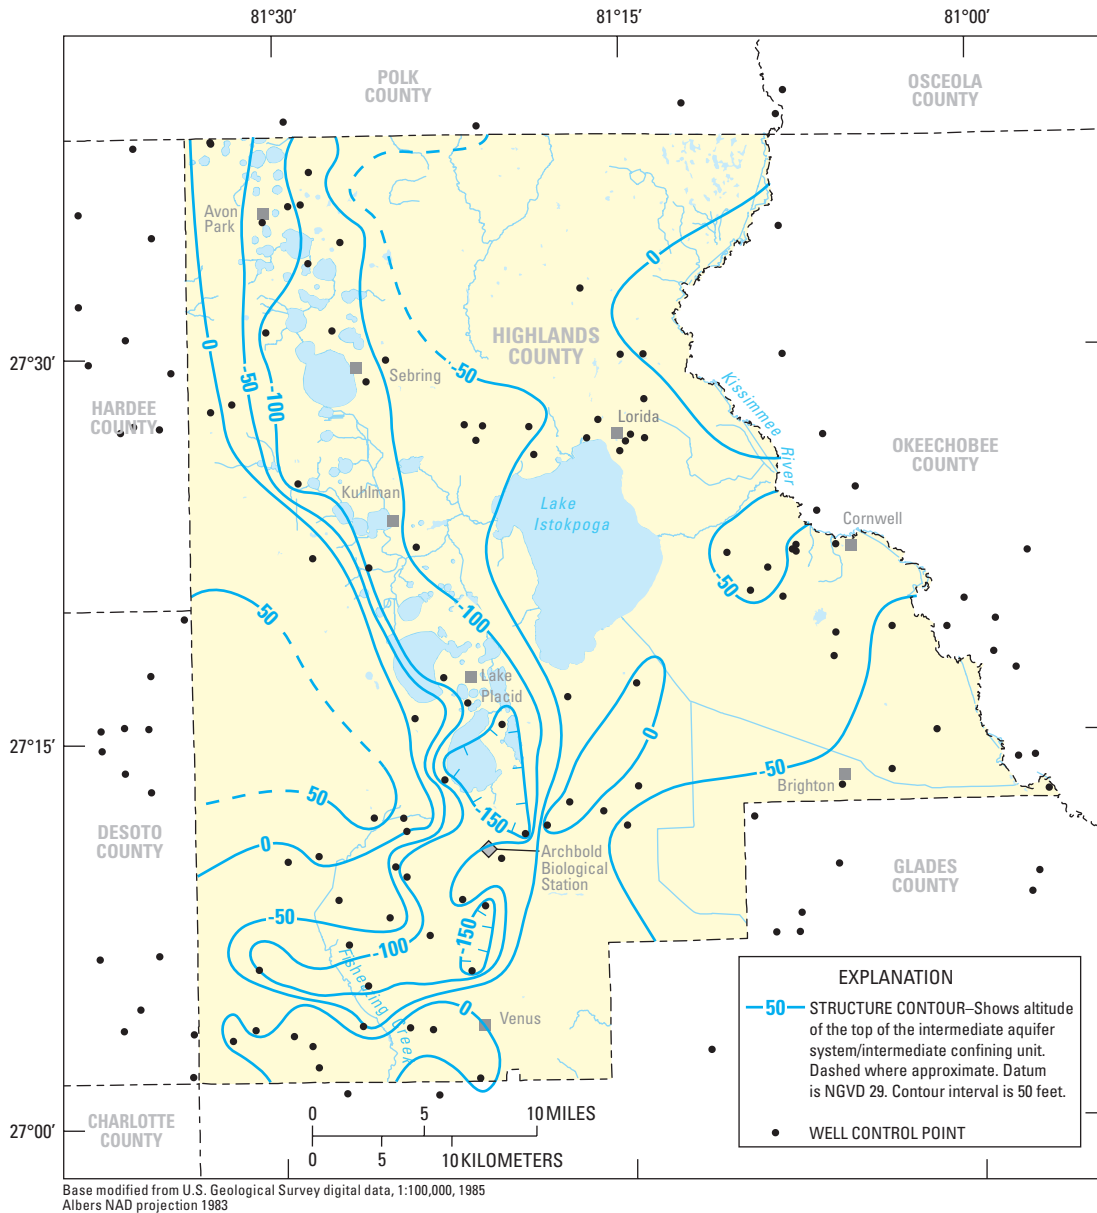 81°30′
81°15′
81°00′
POLK
COUNTY
OSCEOLA
COUNTY
Avon
Park
0
27°30′
HIGHLANDS
COUNTY
0
-50
-100
-50
Sebring
Kissimmee
River
HARDEE
COUNTY
Lorida
OKEECHOBEE
COUNTY
Kuhlman
Lake
Istokpoga
Cornwell
-50
50
-100
Lake
Placid
0
27°15′
-50
Brighton
50
-150
DESOTO
COUNTY
0
Archbold
Biological
Station
GLADES
COUNTY
-50
-150
-100
Fisheating Creek
0
Venus
EXPLANATION
50
STRUCTURE CONTOUR–Shows altitude
of the top of the intermediate aquifer
system/intermediate confining unit.
Dashed where approximate. Datum
is NGVD 29. Contour interval is 50 feet.
WELL CONTROL POINT
27°00′
CHARLOTTE
COUNTY
0
5
10 MILES
0
5
10 KILOMETERS
Base modified from U.S. Geological Survey digital data, 1:100,000, 1985
Albers NAD projection 1983